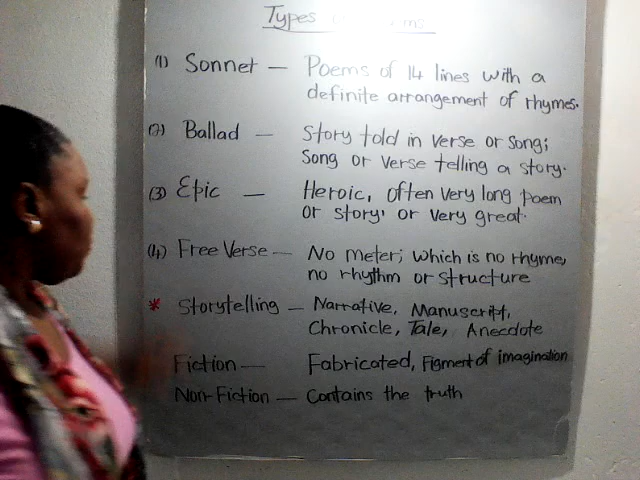 Types
(1) Sonnet — Poems of 14 lines with a
definite arrangement of rhymes.
(2) Ballad — Story told in verse or song;
Song or verse telling a story.
(3) Epic — Heroic, often very long poem
or story, or very great.
(4) Free Verse — No meter; which is no rhyme,
no rhythm or structure
* Storytelling — Narrative, Manuscript,
Chronicle, Tale, Anecdote
Fiction — Fabricated, Figment of imagination
Non-Fiction — Contains the truth